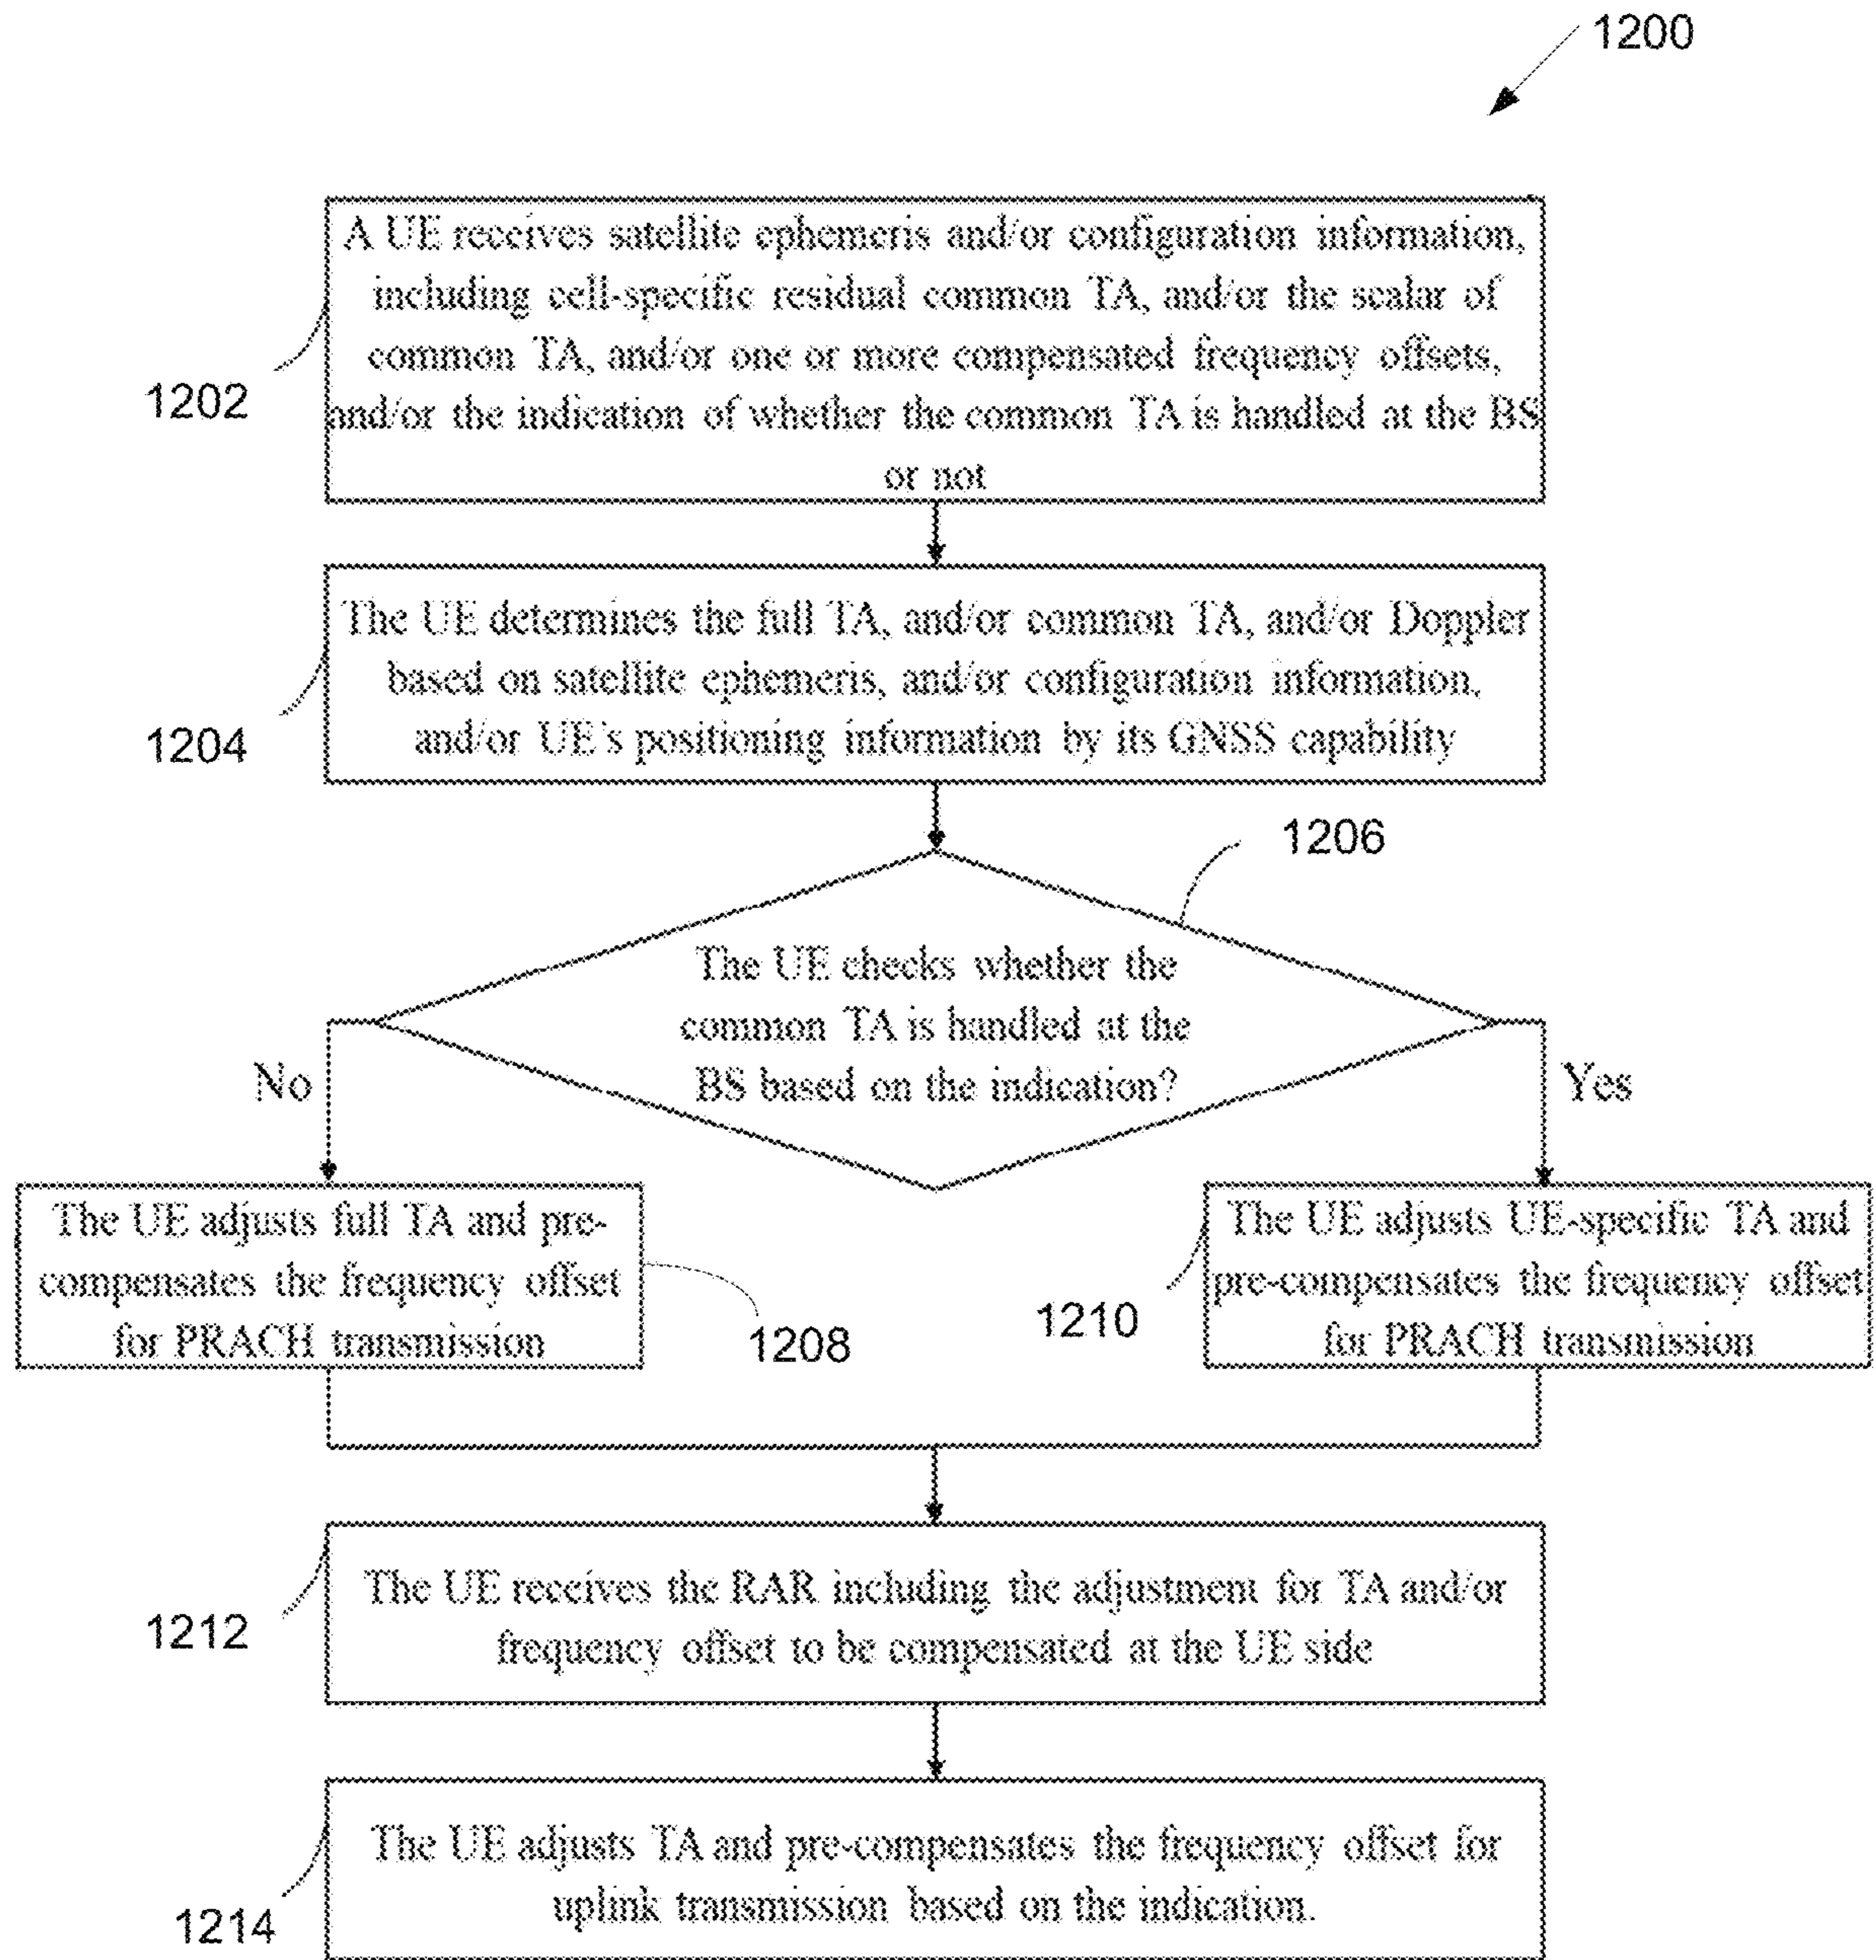 1200
A UE receives satellite ephemeris and/or configuration information,
including cell-specific residual common TA, and/or the scalar of
common TA, and/or one or more compensated frequency offsets,
and/or the indication of whether the common TA is handled at the BS
or not
1202
The UE determines the full TA, and/or common TA, and/or Doppler
based on satellite ephemeris, and/or configuration information,
and/or UE's positioning information by its GNSS capability
1204
1206
The UE checks whether the
common TA is handled at the
BS based on the indication?
No
Yes
The UE adjusts full TA and pre-
compensates the frequency offset
for PRACH transmission
1208
The UE adjusts UE-specific TA and
pre-compensates the frequency offset
for PRACH transmission
1210
The UE receives the RAR including the adjustment for TA and/or
frequency offset to be compensated at the UE side
1212
The UE adjusts TA and pre-compensates the frequency offset for
uplink transmission based on the indication.
1214